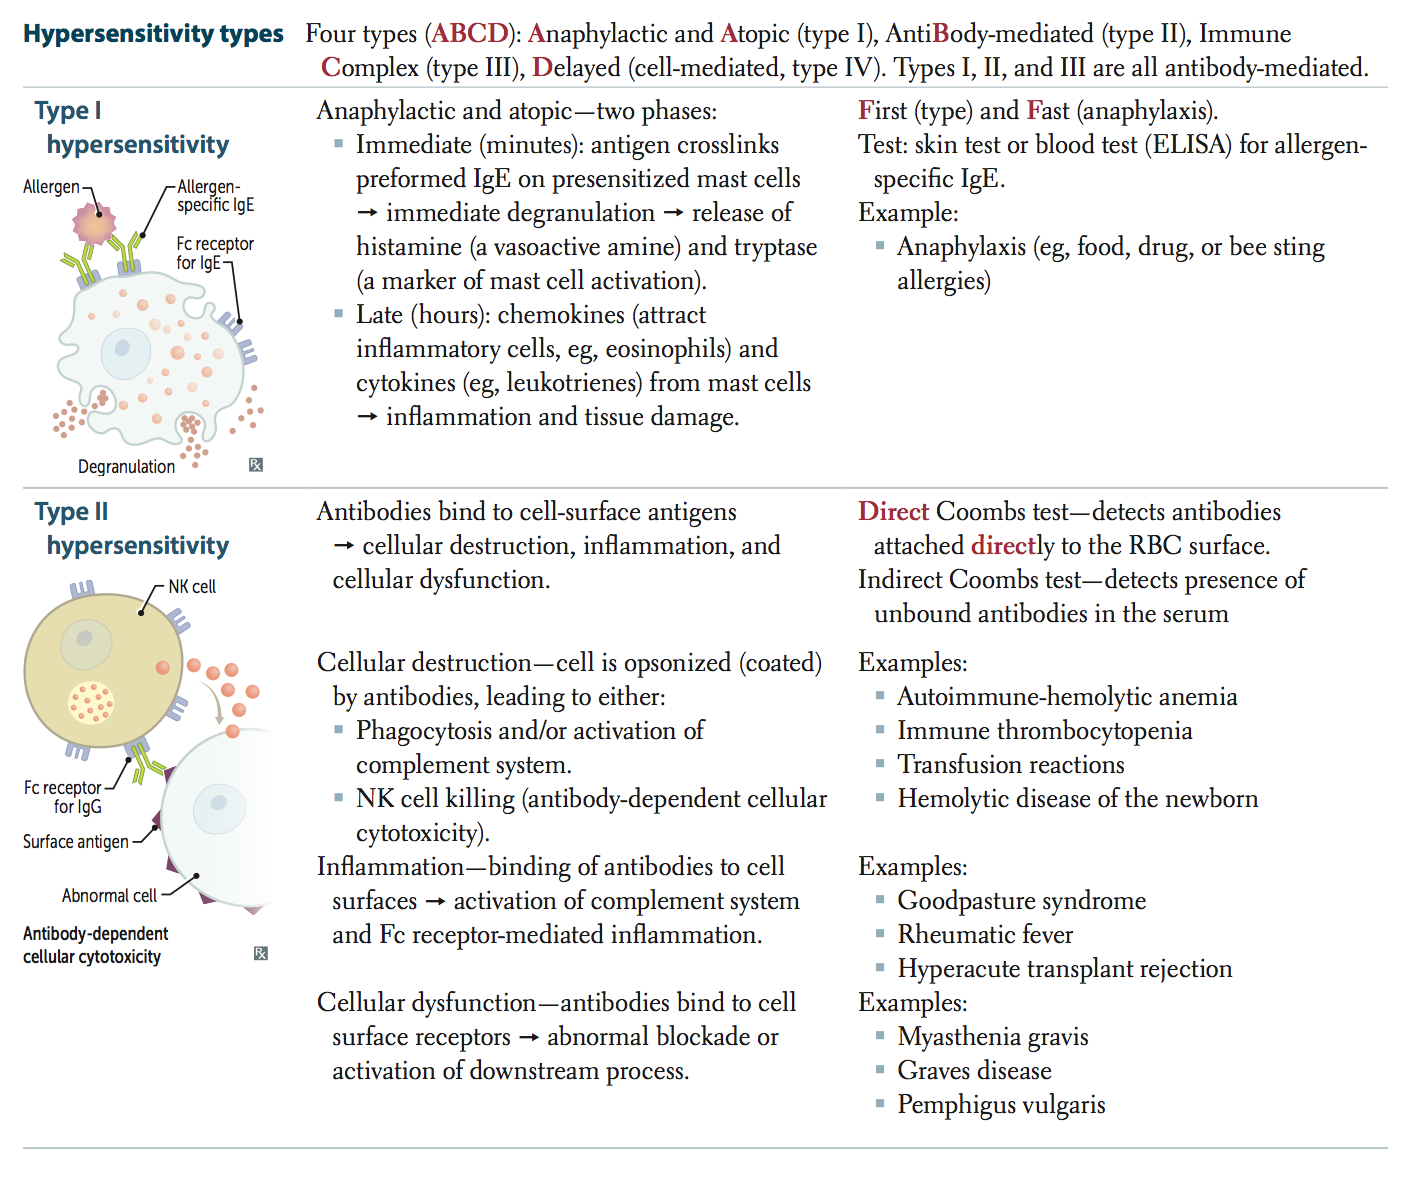 Hypersensitivity types
Four types (ABCD): Anaphylactic and Atopic (type I), AntiBody-mediated (type II), Immune
Complex (type III), Delayed (cell-mediated, type IV). Types I, II, and III are all antibody-mediated.
Type I
hypersensitivity
Allergen
Allergen-
specific IgE
Fc receptor
for IgE
Degranulation
Rx
Anaphylactic and atopic—two phases:
▪ Immediate (minutes): antigen crosslinks
preformed IgE on presensitized mast cells
→ immediate degranulation → release of
histamine (a vasoactive amine) and tryptase
(a marker of mast cell activation).
▪ Late (hours): chemokines (attract
inflammatory cells, eg, eosinophils) and
cytokines (eg, leukotrienes) from mast cells
→ inflammation and tissue damage.
First (type) and Fast (anaphylaxis).
Test: skin test or blood test (ELISA) for allergen-
specific IgE.
Example:
▪ Anaphylaxis (eg, food, drug, or bee sting
allergies)
Type II
hypersensitivity
NK cell
Fc receptor
for IgG
Surface antigen
Abnormal cell
Antibody-dependent
cellular cytotoxicity
Rx
Antibodies bind to cell-surface antigens
→ cellular destruction, inflammation, and
cellular dysfunction.
Direct Coombs test—detects antibodies
attached directly to the RBC surface.
Indirect Coombs test—detects presence of
unbound antibodies in the serum
Cellular destruction—cell is opsonized (coated)
by antibodies, leading to either:
▪ Phagocytosis and/or activation of
complement system.
▪ NK cell killing (antibody-dependent cellular
cytotoxicity).
Examples:
▪ Autoimmune-hemolytic anemia
▪ Immune thrombocytopenia
▪ Transfusion reactions
▪ Hemolytic disease of the newborn
Inflammation—binding of antibodies to cell
surfaces → activation of complement system
and Fc receptor-mediated inflammation.
Examples:
▪ Goodpasture syndrome
▪ Rheumatic fever
▪ Hyperacute transplant rejection
Cellular dysfunction—antibodies bind to cell
surface receptors → abnormal blockade or
activation of downstream process.
Examples:
▪ Myasthenia gravis
▪ Graves disease
▪ Pemphigus vulgaris